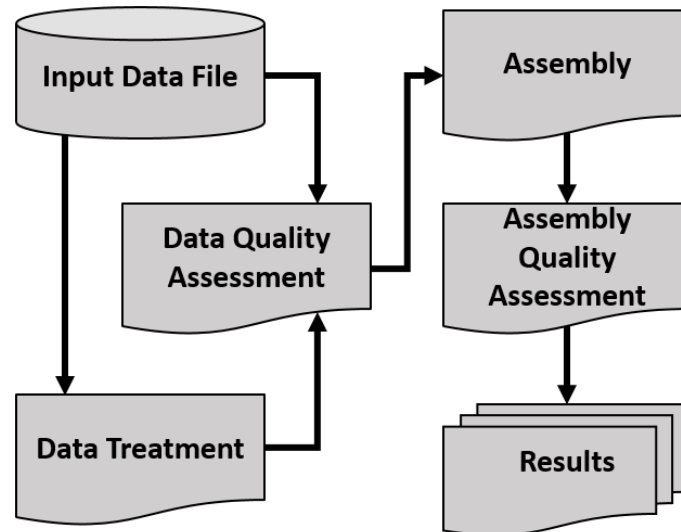 Input Data File
Data Quality
Assessment
Data Treatment
Assembly
Assembly
Quality
Assessment
Results